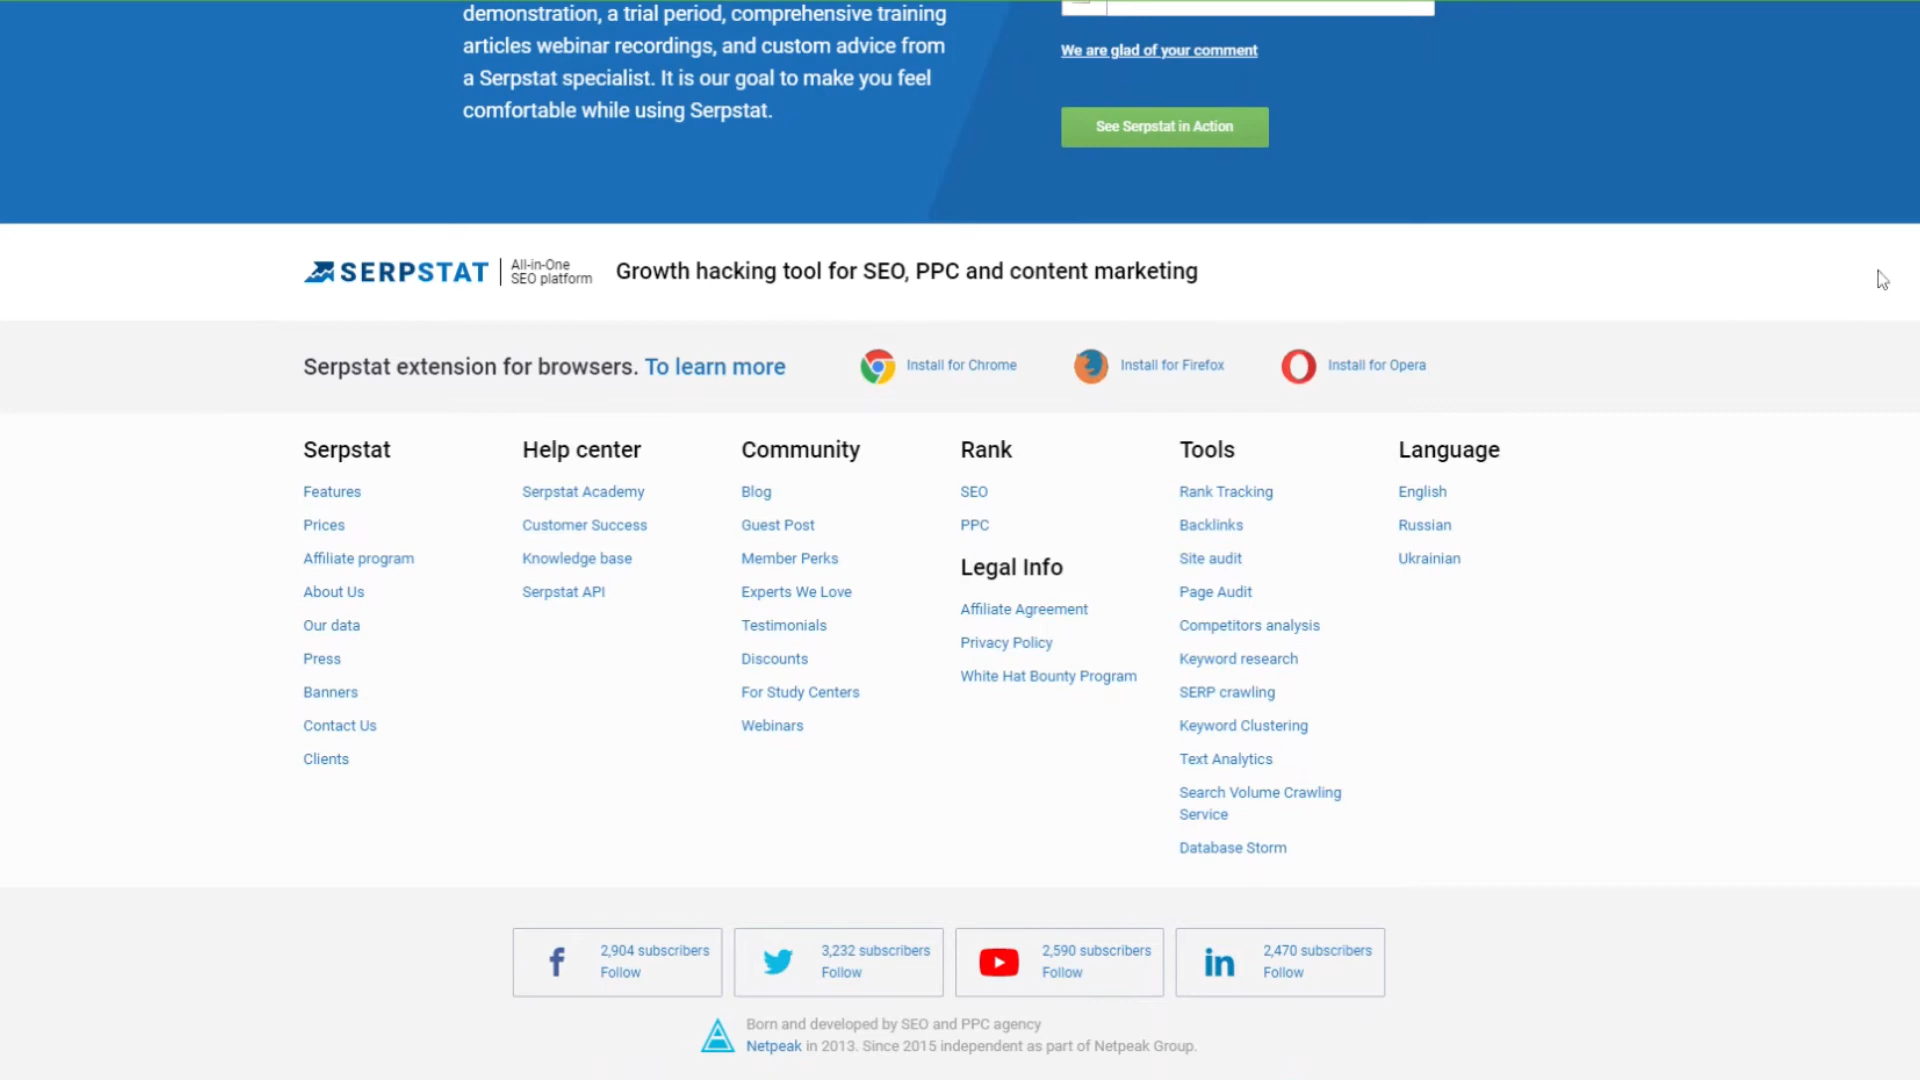 demonstration, a trial period, comprehensive training
articles webinar recordings, and custom advice from
a Serpstat specialist. It is our goal to make you feel
comfortable while using Serpstat.
We are glad of your comment
See Serpstat in Action
SERPSTAT
All-in-One
SEO platform
Growth hacking tool for SEO, PPC and content marketing
Serpstat extension for browsers. To learn more
Install for Chrome
Install for Firefox
Install for Opera
Serpstat
Features
Prices
Affiliate program
About Us
Our data
Press
Banners
Contact Us
Clients
Help center
Serpstat Academy
Customer Success
Knowledge base
Serpstat API
Community
Blog
Guest Post
Member Perks
Experts We Love
Testimonials
Discounts
For Study Centers
Webinars
Rank
SEO
PPC
Legal Info
Affiliate Agreement
Privacy Policy
White Hat Bounty Program
Tools
Rank Tracking
Backlinks
Site audit
Page Audit
Competitors analysis
Keyword research
SERP crawling
Keyword Clustering
Text Analytics
Search Volume Crawling
Service
Database Storm
Language
English
Russian
Ukrainian
2,904 subscribers
Follow
3,232 subscribers
Follow
2,590 subscribers
Follow
2,470 subscribers
Follow
Born and developed by SEO and PPC agency
Netpeak in 2013. Since 2015 independent as part of Netpeak Group.